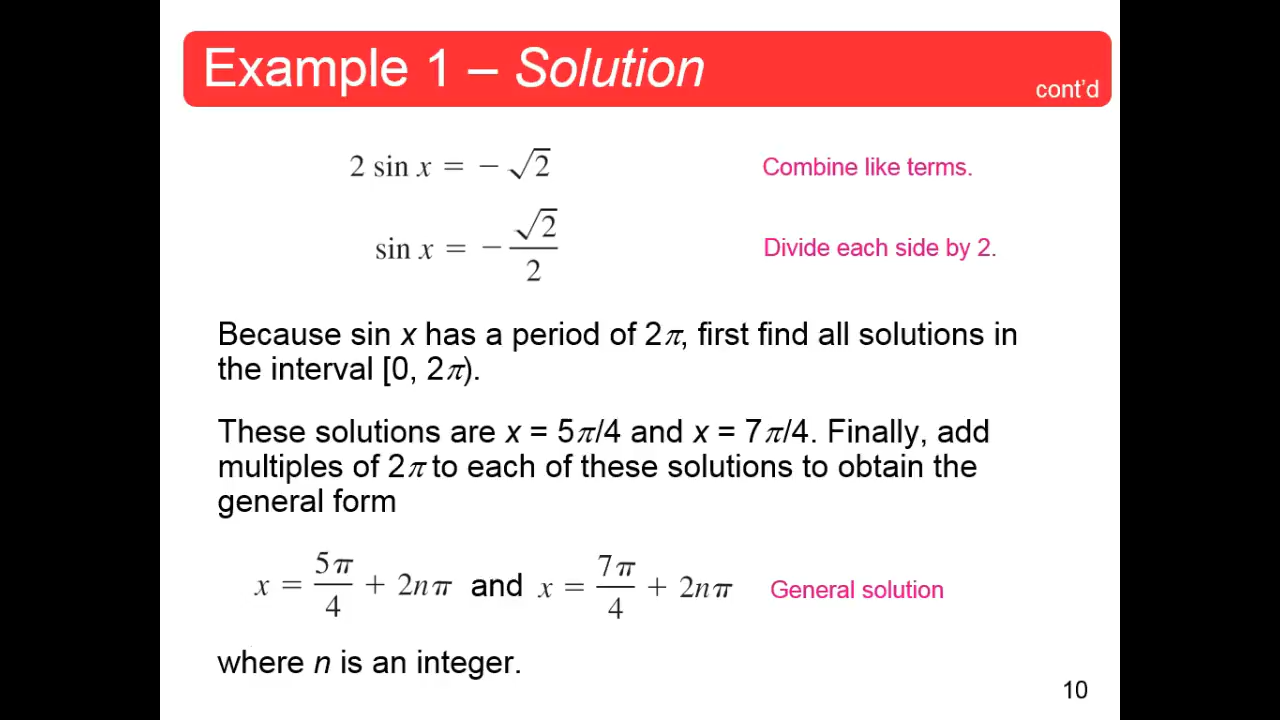 Example 1 – Solution
cont'd
2 sin x = − √2    Combine like terms.
sin x = − √2/2    Divide each side by 2.
Because sin x has a period of 2π, first find all solutions in
the interval [0, 2π).
These solutions are x = 5π/4 and x = 7π/4. Finally, add
multiples of 2π to each of these solutions to obtain the
general form
x = 5π/4 + 2nπ and x = 7π/4 + 2nπ    General solution
where n is an integer.
10